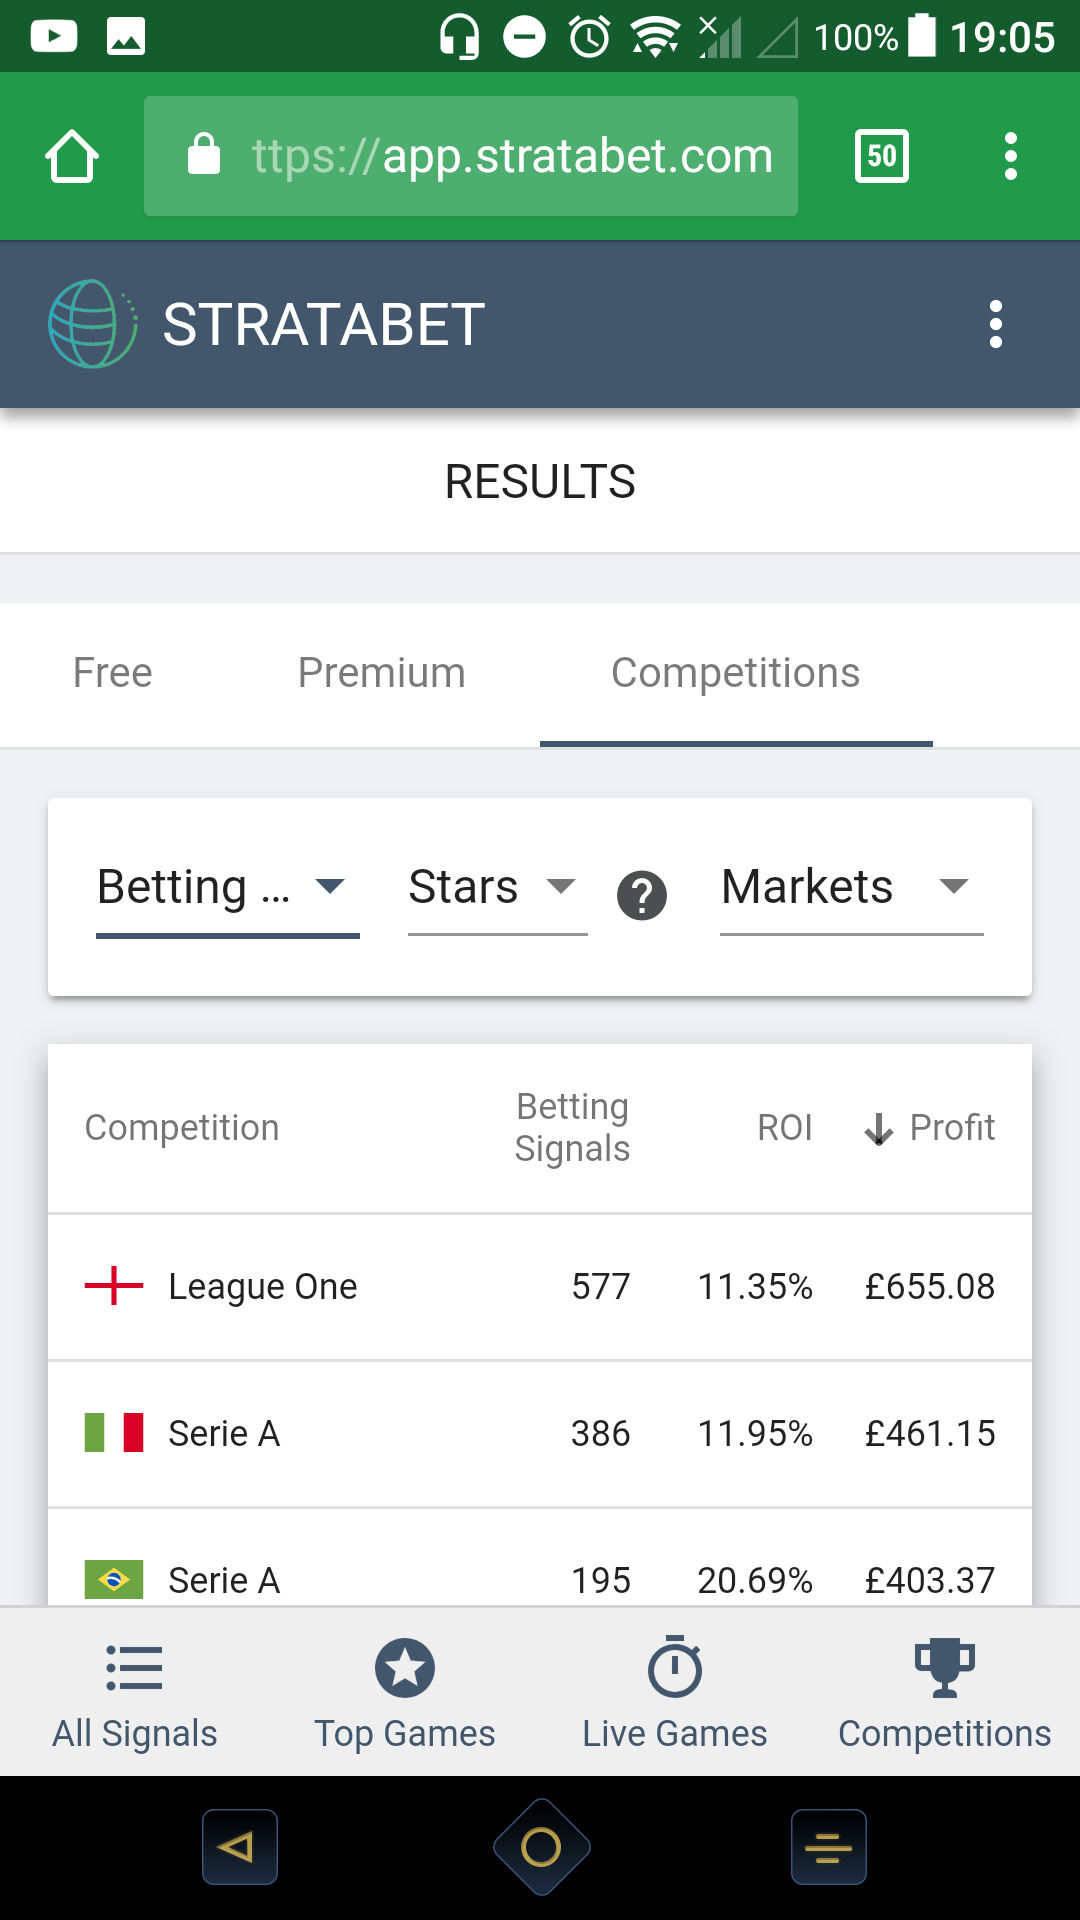 100% 19:05
ttps://app.stratabet.com 50
STRATABET
RESULTS
Free Premium Competitions
Betting ... Stars ? Markets
Competition Betting Signals ROI Profit
League One 577 11.35% £655.08
Serie A 386 11.95% £461.15
Serie A 195 20.69% £403.37
All Signals Top Games Live Games Competitions